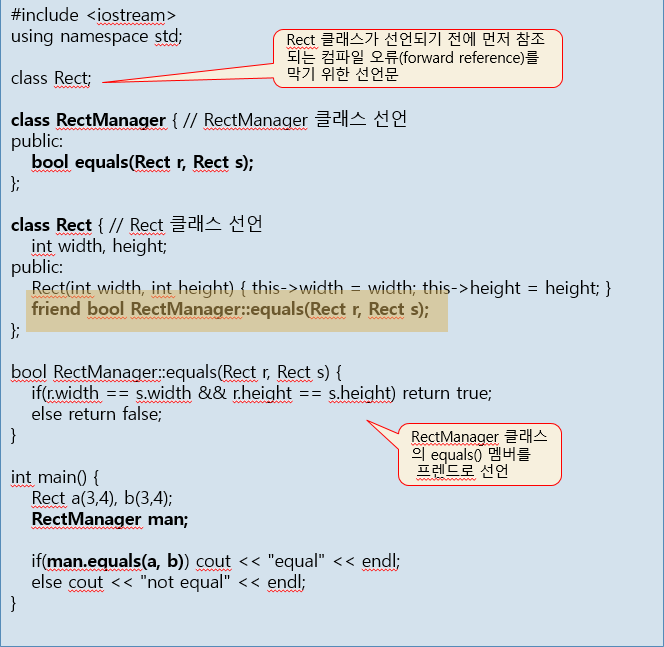 #include <iostream>
using namespace std;
Rect 클래스가 선언되기 전에 먼저 참조
되는 컴파일 오류(forward reference)를
막기 위한 선언문
class Rect;
class RectManager { // RectManager 클래스 선언
public:
bool equals(Rect r, Rect s);
};
class Rect { // Rect 클래스 선언
int width, height;
public:
Rect(int width, int height) { this->width = width; this->height = height; }
friend bool RectManager::equals(Rect r, Rect s);
};
bool RectManager::equals(Rect r, Rect s) {
if(r.width == s.width && r.height == s.height) return true;
else return false;
}
RectManager 클래스
의 equals() 멤버를
프렌드로 선언
int main() {
Rect a(3,4), b(3,4);
RectManager man;
if(man.equals(a, b)) cout << "equal" << endl;
else cout << "not equal" << endl;
}